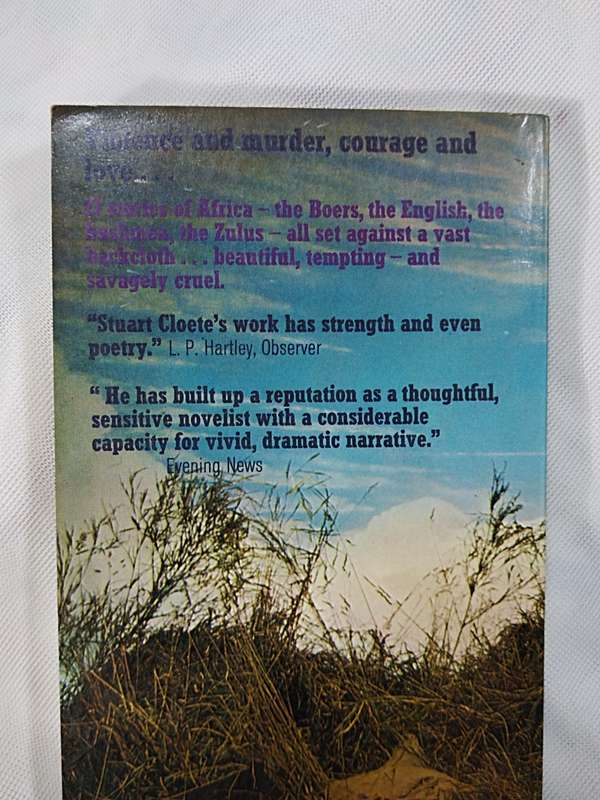 Violence and murder, courage and
love. . .
17 stories of Africa – the Boers, the English, the
Bushmen, the Zulus – all set against a vast
backcloth . . . beautiful, tempting – and
savagely cruel.
“Stuart Cloete’s work has strength and even
poetry.” L. P. Hartley, Observer
“ He has built up a reputation as a thoughtful,
sensitive novelist with a considerable
capacity for vivid, dramatic narrative.”
Evening News